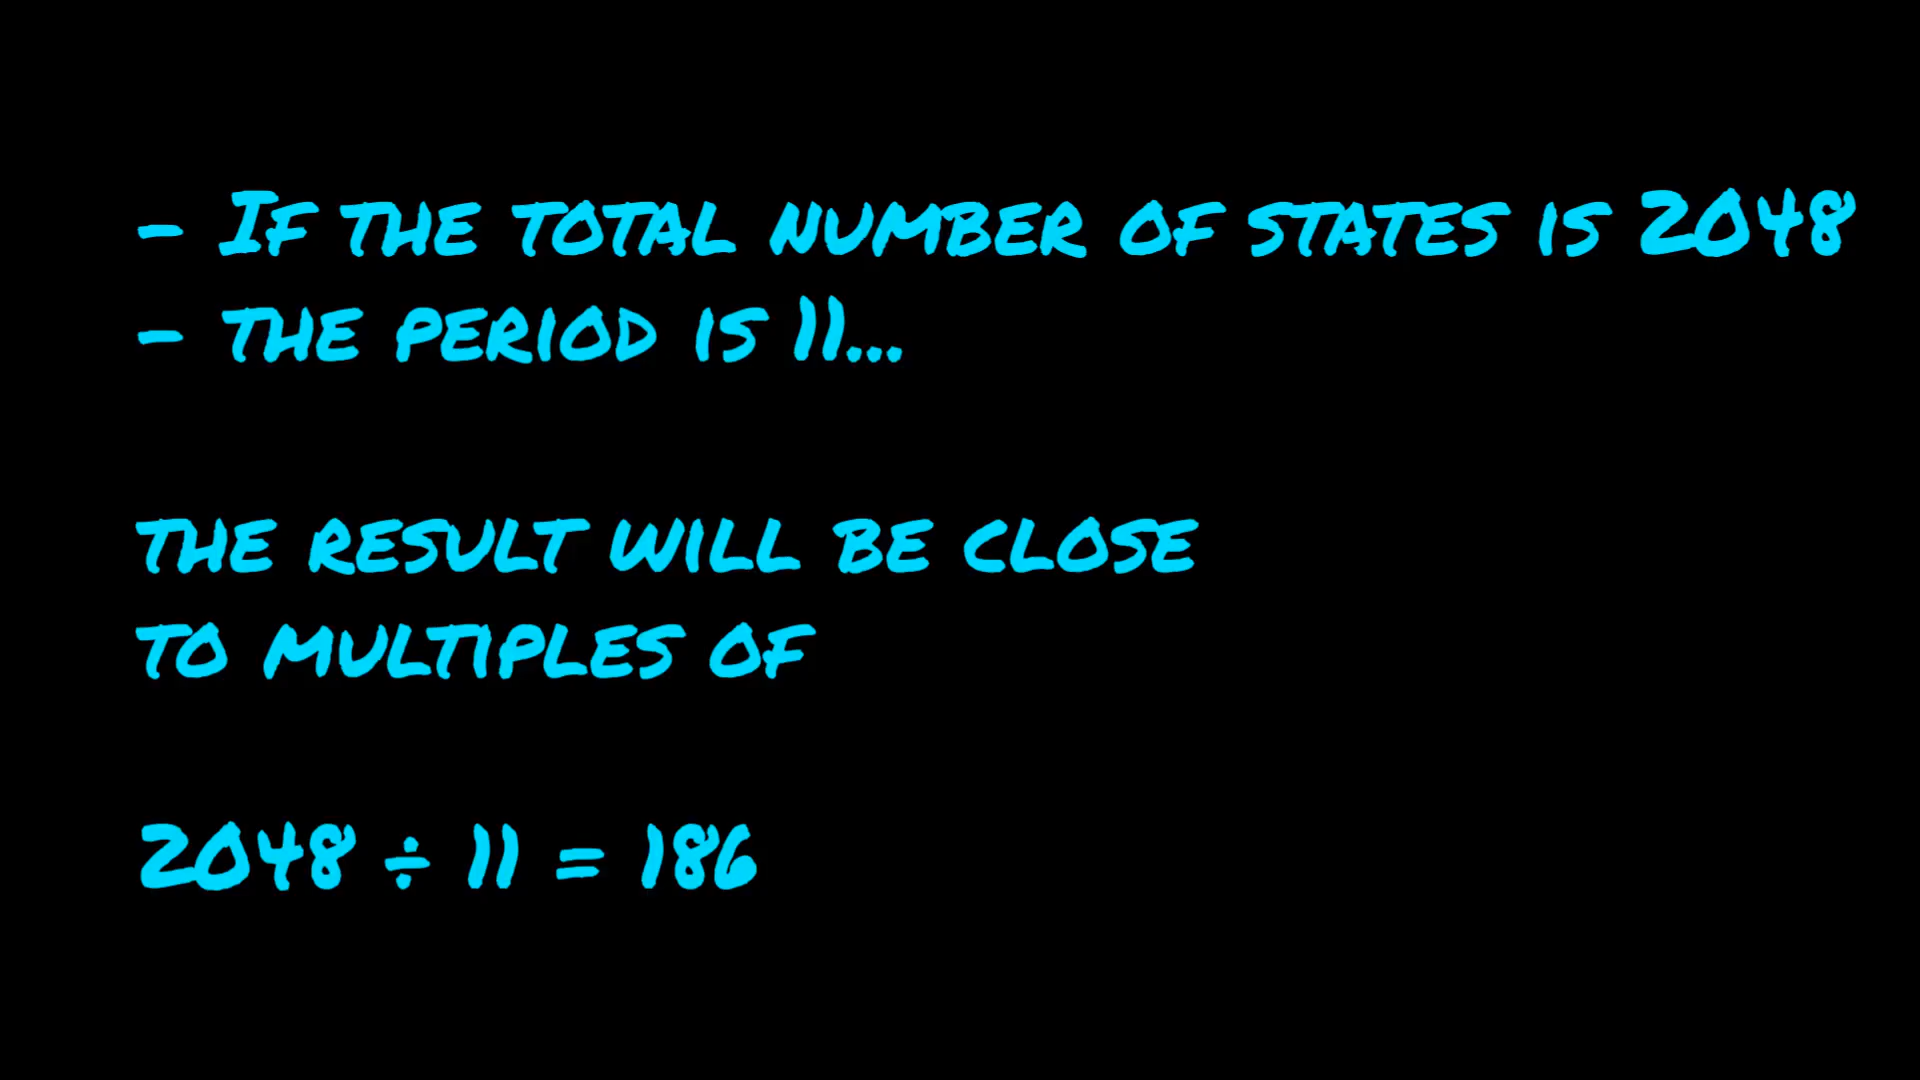 - If the total number of states is 2048
- the period is 11...
the result will be close
to multiples of
2048 ÷ 11 = 186